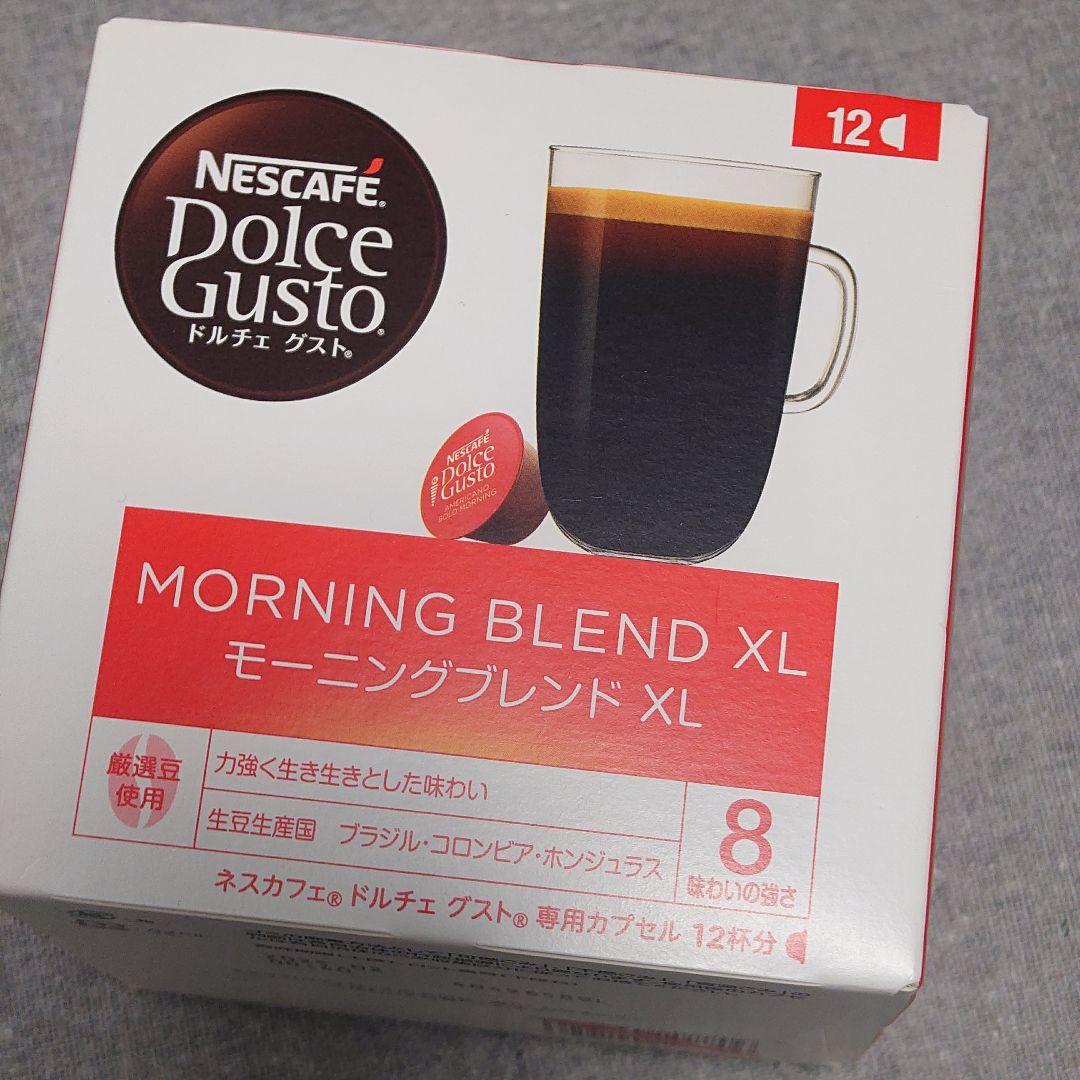 12
NESCAFÉ®
Dolce
Gusto®
ドルチェ グスト®
NESCAFÉ
Dolce
Gusto
AMERICANO
BOLD MORNING
MORNING BLEND XL
モーニングブレンド XL
厳選豆
使用
力強く生き生きとした味わい
生豆生産国 ブラジル・コロンビア・ホンジュラス
8
味わいの強さ
ネスカフェ® ドルチェ グスト® 専用カプセル 12杯分